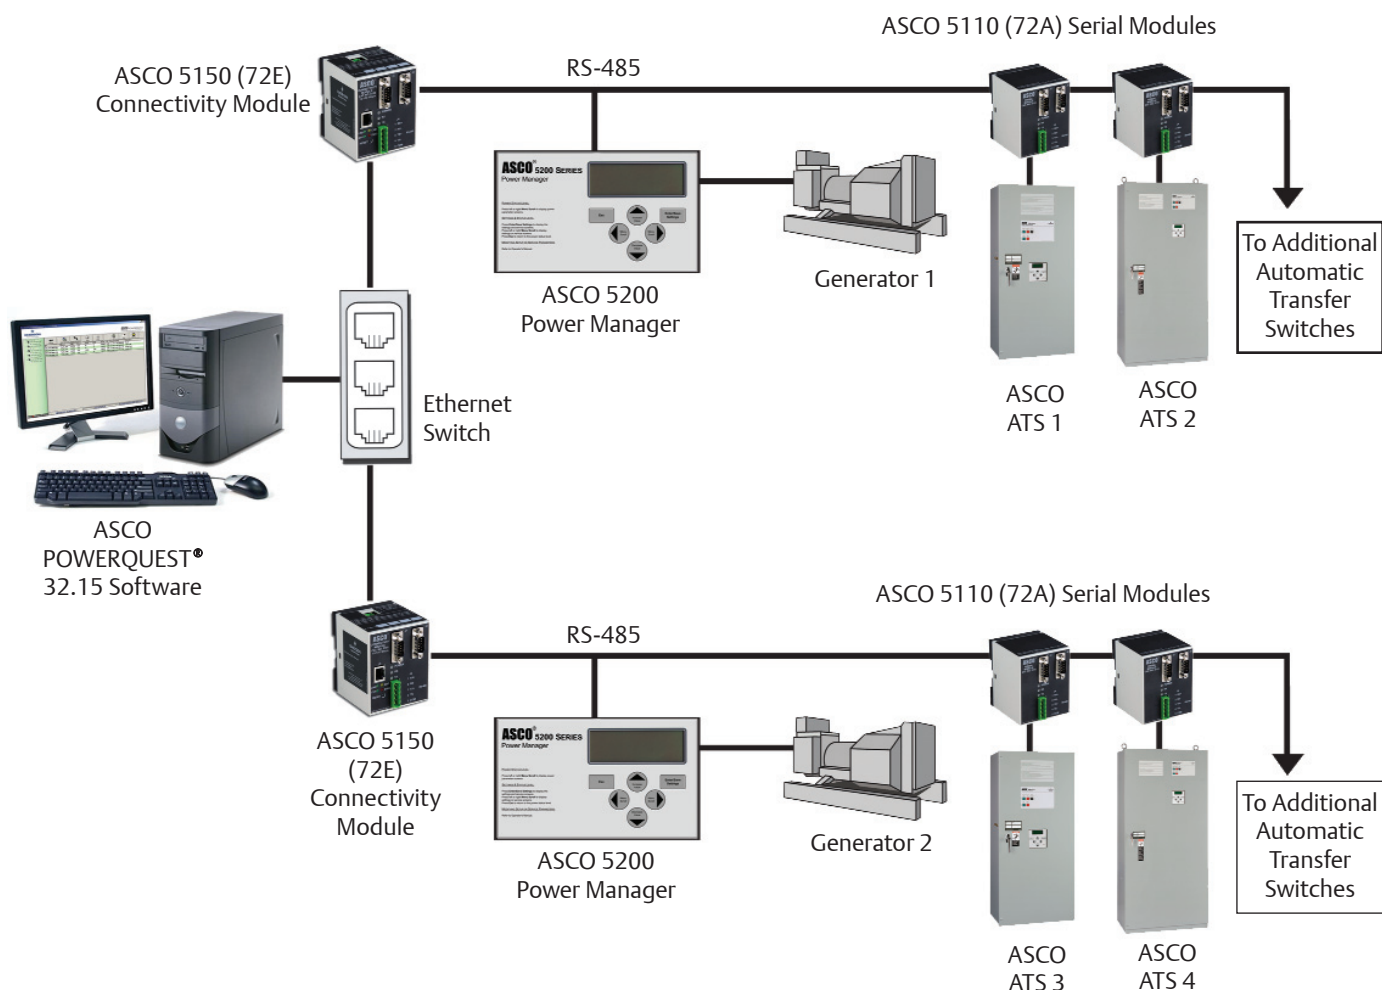 ASCO 5110 (72A) Serial Modules
ASCO 5150 (72E)
Connectivity Module
RS-485
ASCO® 5200 SERIES
Power Manager
ASCO 5200
Power Manager
Generator 1
To Additional
Automatic
Transfer
Switches
ASCO
ATS 1
ASCO
ATS 2
Ethernet
Switch
ASCO
POWERQUEST®
32.15 Software
ASCO 5110 (72A) Serial Modules
RS-485
ASCO 5150
(72E)
Connectivity
Module
ASCO® 5200 SERIES
Power Manager
ASCO 5200
Power Manager
Generator 2
To Additional
Automatic
Transfer
Switches
ASCO
ATS 3
ASCO
ATS 4